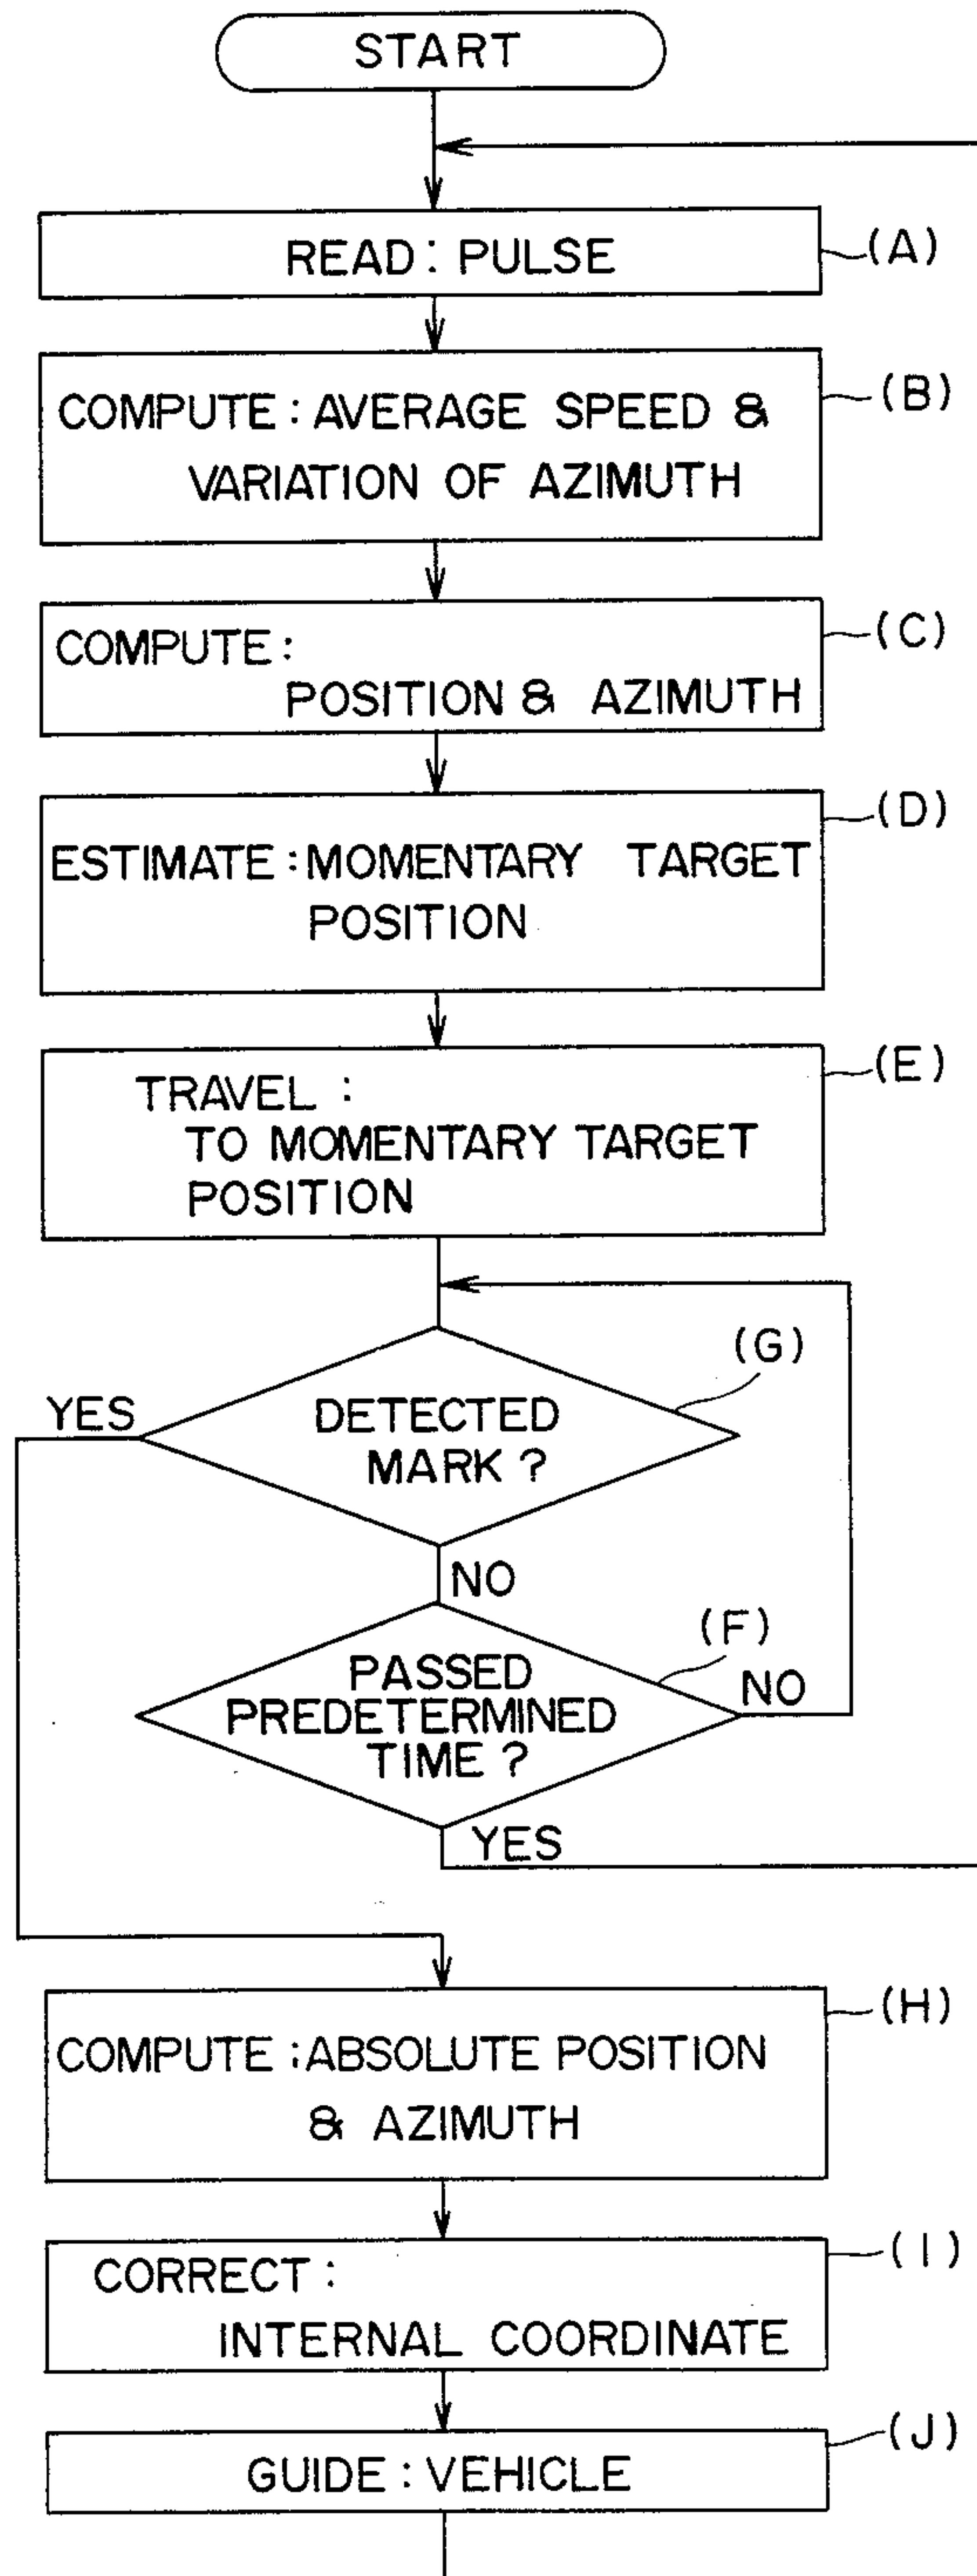 START
READ : PULSE
(A)
COMPUTE : AVERAGE SPEED &
VARIATION OF AZIMUTH
(B)
COMPUTE :
POSITION & AZIMUTH
(C)
ESTIMATE : MOMENTARY TARGET
POSITION
(D)
TRAVEL :
TO MOMENTARY TARGET
POSITION
(E)
(G)
YES
DETECTED
MARK ?
NO
(F)
PASSED
PREDETERMINED
TIME ?
NO
YES
COMPUTE : ABSOLUTE POSITION
& AZIMUTH
(H)
CORRECT :
INTERNAL COORDINATE
(I)
GUIDE : VEHICLE
(J)